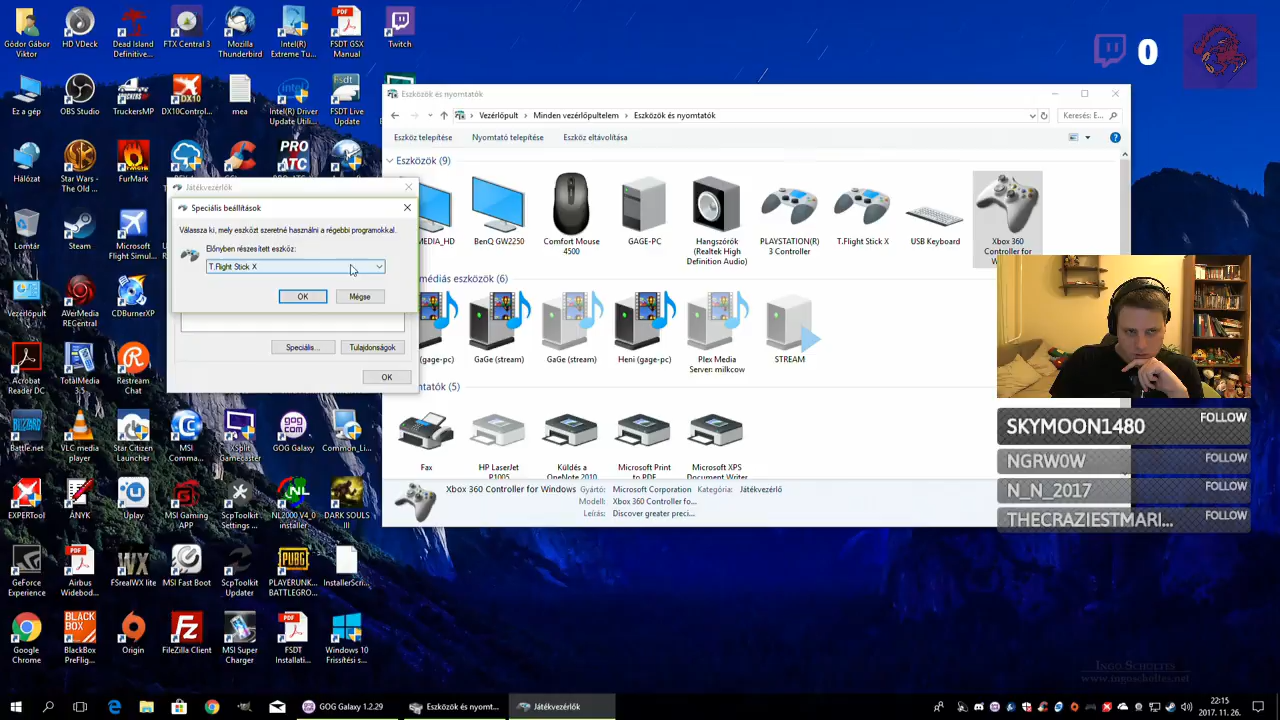 Gódor Gábor
Viktor
HD VDeck
Dead Island
Definitive...
FTX Central 3
Mozilla
Thunderbird
Intel(R)
Extreme Tu...
FSDT GSX
Manual
Twitch
Ez a gép
OBS Studio
TruckersMP
DX10Control...
mea
Intel(R) Driver
Update Utili...
FSDT Live
Update
Hálózat
Star Wars -
The Old ...
FurMark
Lomtár
Steam
Microsoft
Flight Simul...
Vezérlőpult
AVerMedia
RECentral
CDBurnerXP
Acrobat
Reader DC
TotalMedia
3.5
Restream
Chat
Battle.net
VLC media
player
Star Citizen
Launcher
MSI
Comma...
XSplit
Gamecaster
GOG Galaxy
Common_Li...
EXPERTool
ÁNYK
Uplay
MSI Gaming
APP
ScpToolkit
Settings ...
NL2000 V4_0
installer
DARK SOULS
III
GeForce
Experience
Airbus
Widebod...
FSrealWX lite
MSI Fast Boot
ScpToolkit
Updater
PLAYERUNK...
BATTLEGRO...
InstallerScri...
Google
Chrome
BlackBox
PreFlig...
Origin
FileZilla Client
MSI Super
Charger
FSDT
Installati...
Windows 10
Frissítési s...
Játékvezérlők
Speciális beállítások
Válassza ki, mely eszközt szeretné használni a régebbi programokkal.
Előnyben részesített eszköz:
T.Flight Stick X
OK
Mégse
Speciális...
Tulajdonságok
OK
Eszközök és nyomtatók
Vezérlőpult
Minden vezérlőpultelem
Eszközök és nyomtatók
Keresés: E...
Eszköz telepítése
Nyomtató telepítése
Eszköz eltávolítása
Eszközök (9)
MEDIA_HD
BenQ GW2250
Comfort Mouse
4500
GAGE-PC
Hangszórók
(Realtek High
Definition Audio)
PLAYSTATION(R)
3 Controller
T.Flight Stick X
USB Keyboard
Xbox 360
Controller for
médiás eszközök (6)
(gage-pc)
GaGe (stream)
GaGe (stream)
Heni (gage-pc)
Plex Media
Server: milkcow
STREAM
mtatók (5)
Fax
HP LaserJet
P1005
Küldés a
OneNote 2010
Microsoft Print
to PDF
Microsoft XPS
Document Writer
Xbox 360 Controller for Windows
Gyártó:
Microsoft Corporation
Kategória:
Játékvezérlő
Modell:
Xbox 360 Controller fo...
Leírás:
Discover greater preci...
0
SKYMOON1480
FOLLOW
NGRW0W
FOLLOW
N_N_2017
FOLLOW
THECRAZIESTMARI...
FOLLOW
INGO SCHOLTES
www.ingoscholtes.net
GOG Galaxy 1.2.29
Eszközök és nyomt...
Játékvezérlők
22:15
2017. 11. 26.